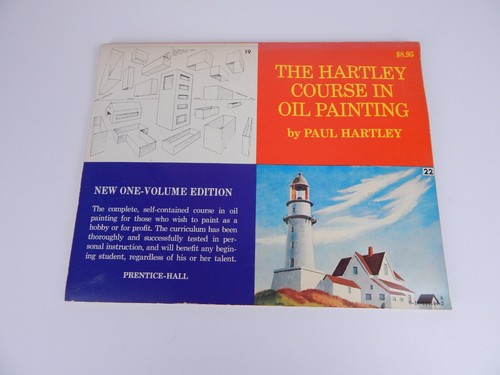 19
$8.95
THE HARTLEY
COURSE IN
OIL PAINTING
by PAUL HARTLEY
NEW ONE-VOLUME EDITION
The complete, self-contained course in oil
painting for those who wish to paint as a
hobby or for profit. The curriculum has been
thoroughly and successfully tested in per-
sonal instruction, and will benefit any begin-
ing student, regardless of his or her talent.
PRENTICE-HALL
22